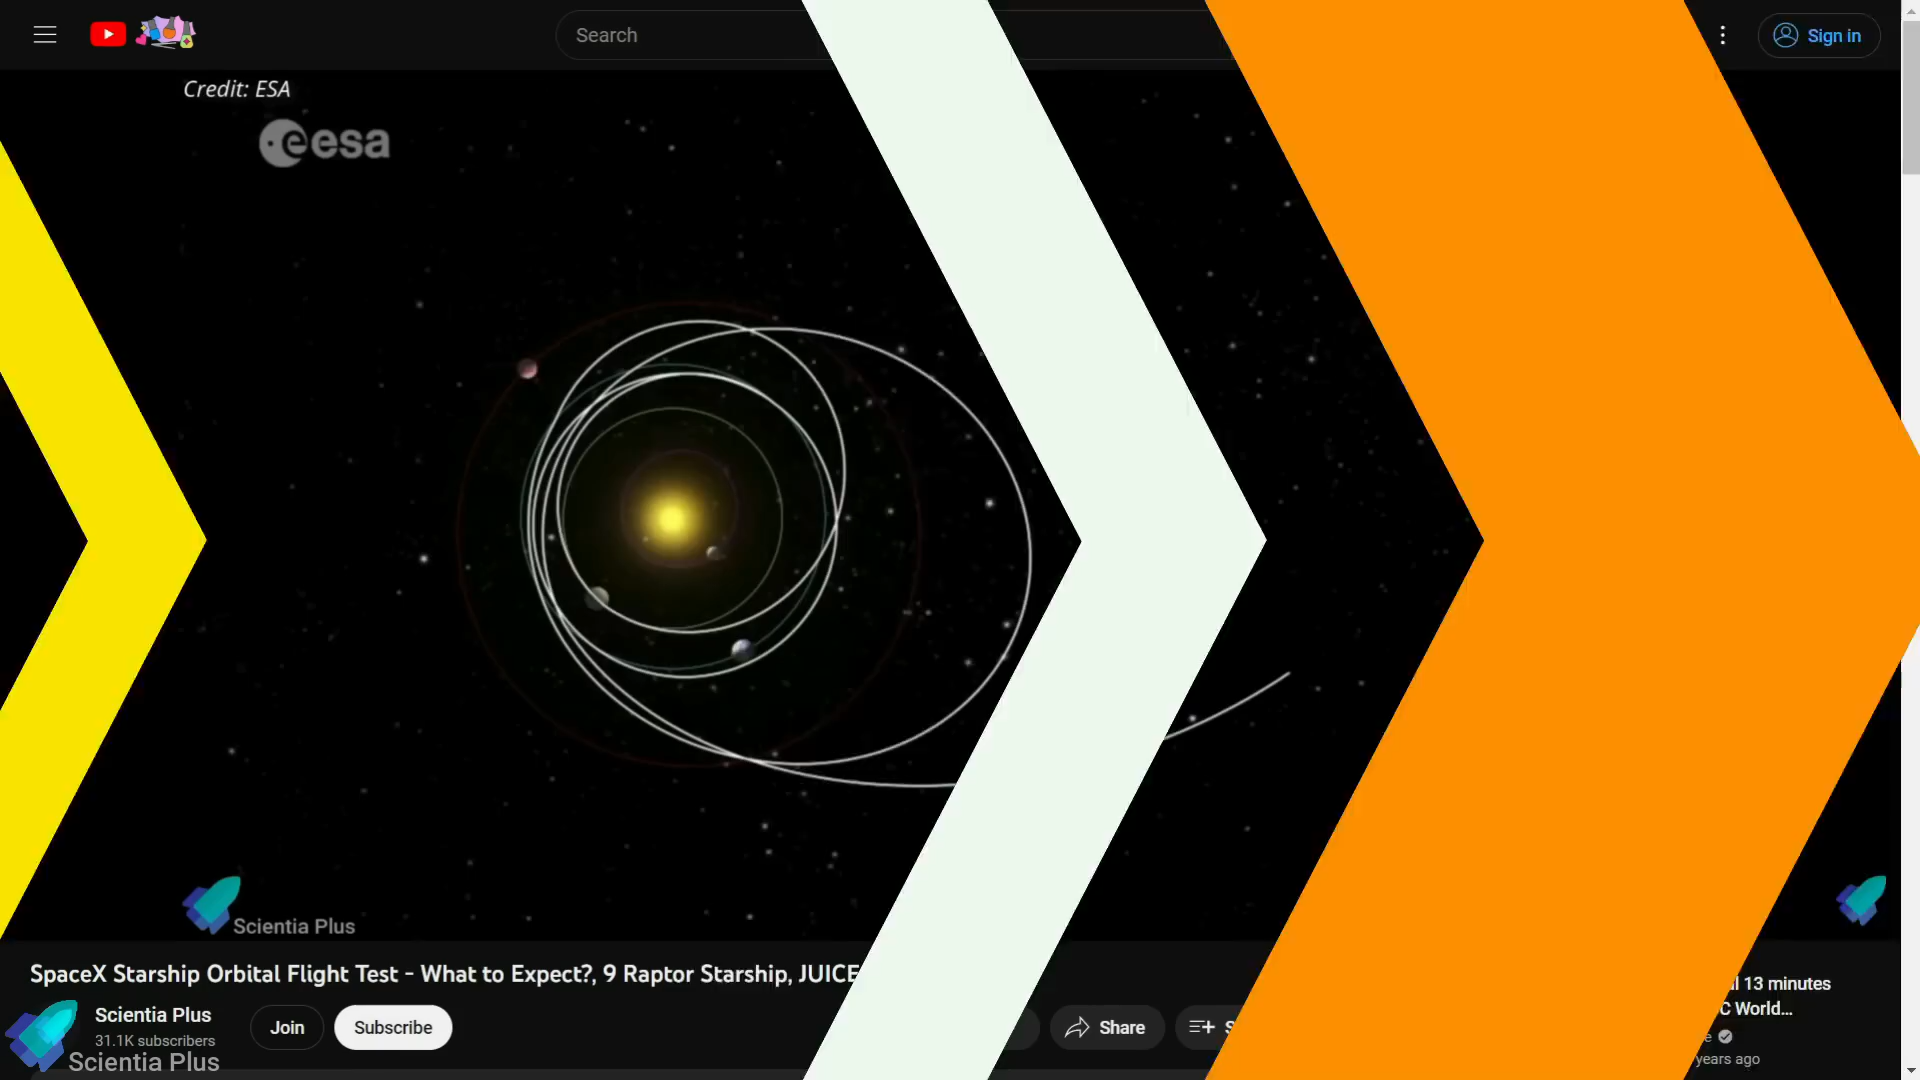 Search
Sign in
Credit: ESA
esa
Scientia Plus
SpaceX Starship Orbital Flight Test - What to Expect?, 9 Raptor Starship, JUICE
Scientia Plus
31.1K subscribers
Join
Subscribe
Share
13 minutes
World...
years ago
Scientia Plus